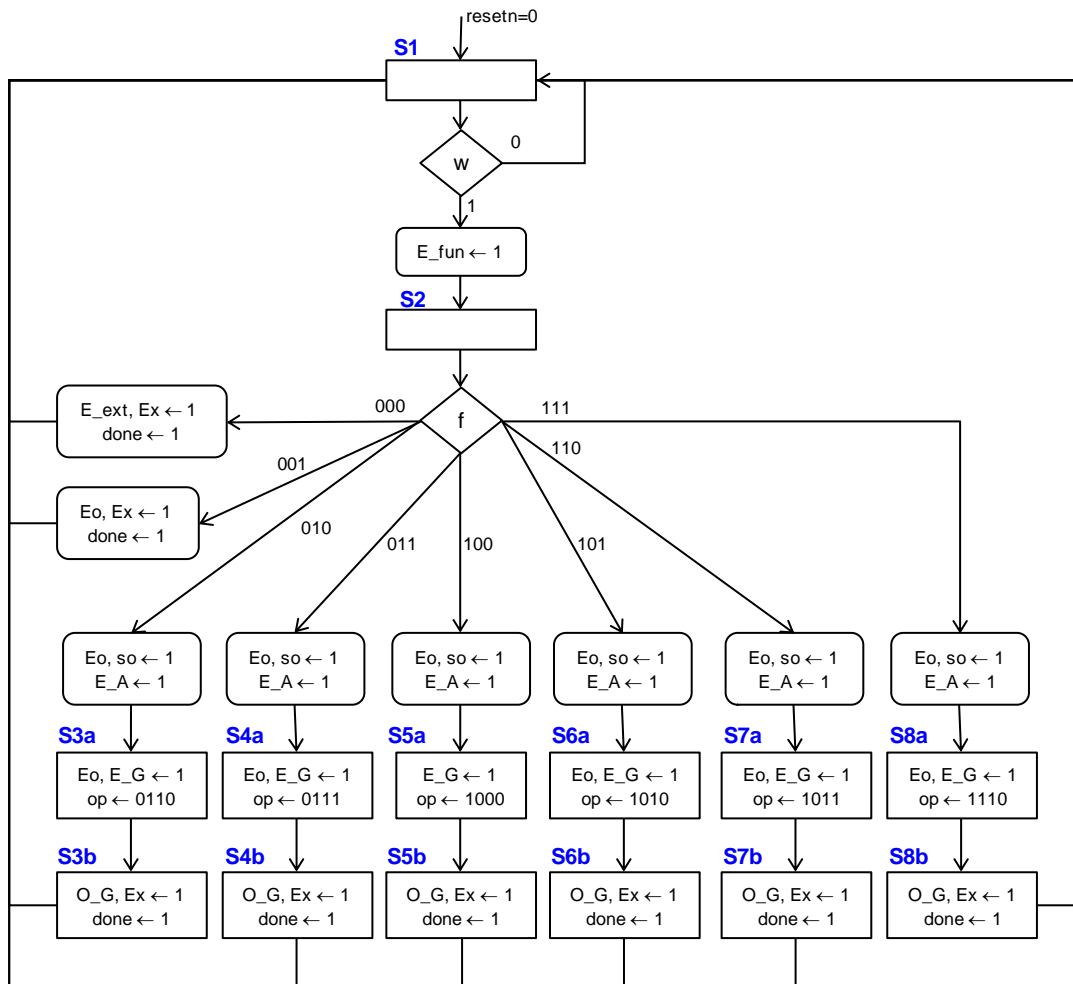 resetn=0
S1
0
w
1
E_fun ← 1
S2
000
f
111
E_ext, Ex ← 1
done ← 1
110
001
Eo, Ex ← 1
done ← 1
010
011
100
101
Eo, so ← 1
E_A ← 1
Eo, so ← 1
E_A ← 1
Eo, so ← 1
E_A ← 1
Eo, so ← 1
E_A ← 1
Eo, so ← 1
E_A ← 1
Eo, so ← 1
E_A ← 1
S3a
Eo, E_G ← 1
op ← 0110
S4a
Eo, E_G ← 1
op ← 0111
S5a
E_G ← 1
op ← 1000
S6a
Eo, E_G ← 1
op ← 1010
S7a
Eo, E_G ← 1
op ← 1011
S8a
Eo, E_G ← 1
op ← 1110
S3b
O_G, Ex ← 1
done ← 1
S4b
O_G, Ex ← 1
done ← 1
S5b
O_G, Ex ← 1
done ← 1
S6b
O_G, Ex ← 1
done ← 1
S7b
O_G, Ex ← 1
done ← 1
S8b
O_G, Ex ← 1
done ← 1